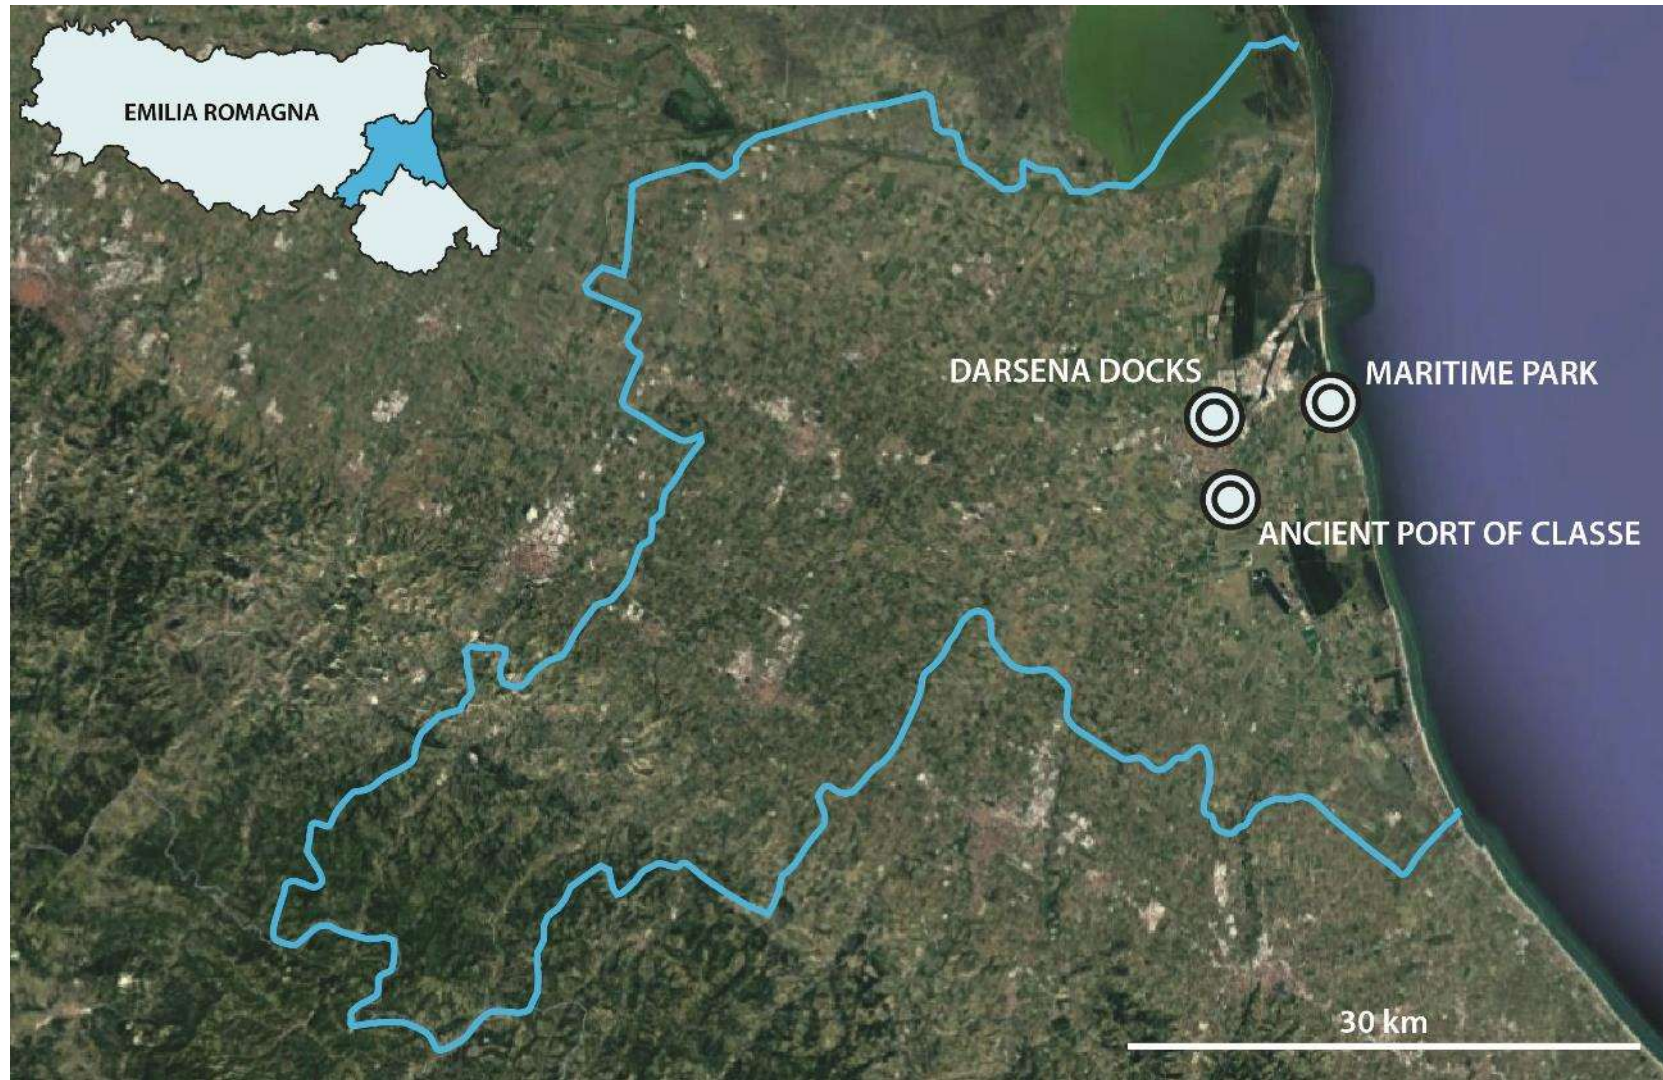 EMILIA ROMAGNA
DARSENA DOCKS
MARITIME PARK
ANCIENT PORT OF CLASSE
30 km